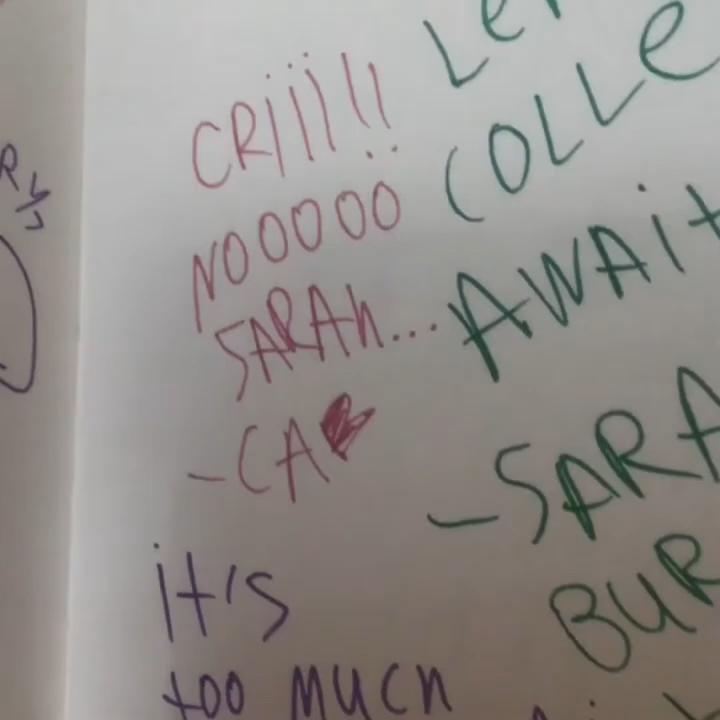 CRiii!!
NOOOOO
SARAh...
-CA
it's
too MUCH
COLLE
AWAit
-SARA
BUR